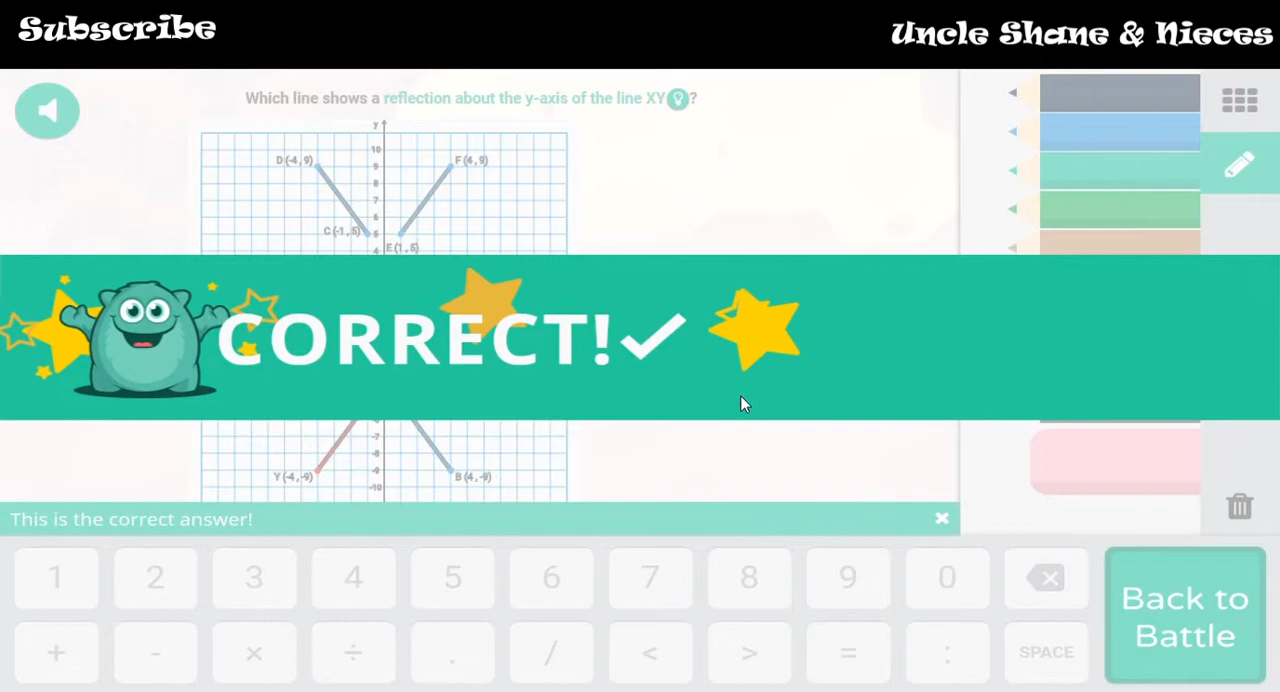 Subscribe
Uncle Shane & Nieces
Which line shows a reflection about the y-axis of the line XY?
y
10
D(-4,9)
F(4,9)
9
8
7
6
C(-1,5)
5
E(1,5)
4
CORRECT!
-7
-8
Y(-4,-9)
-9
B(4,-9)
-10
This is the correct answer!
1 2 3 4 5 6 7 8 9 0
Back to
Battle
+ - × ÷ . / < > = : SPACE